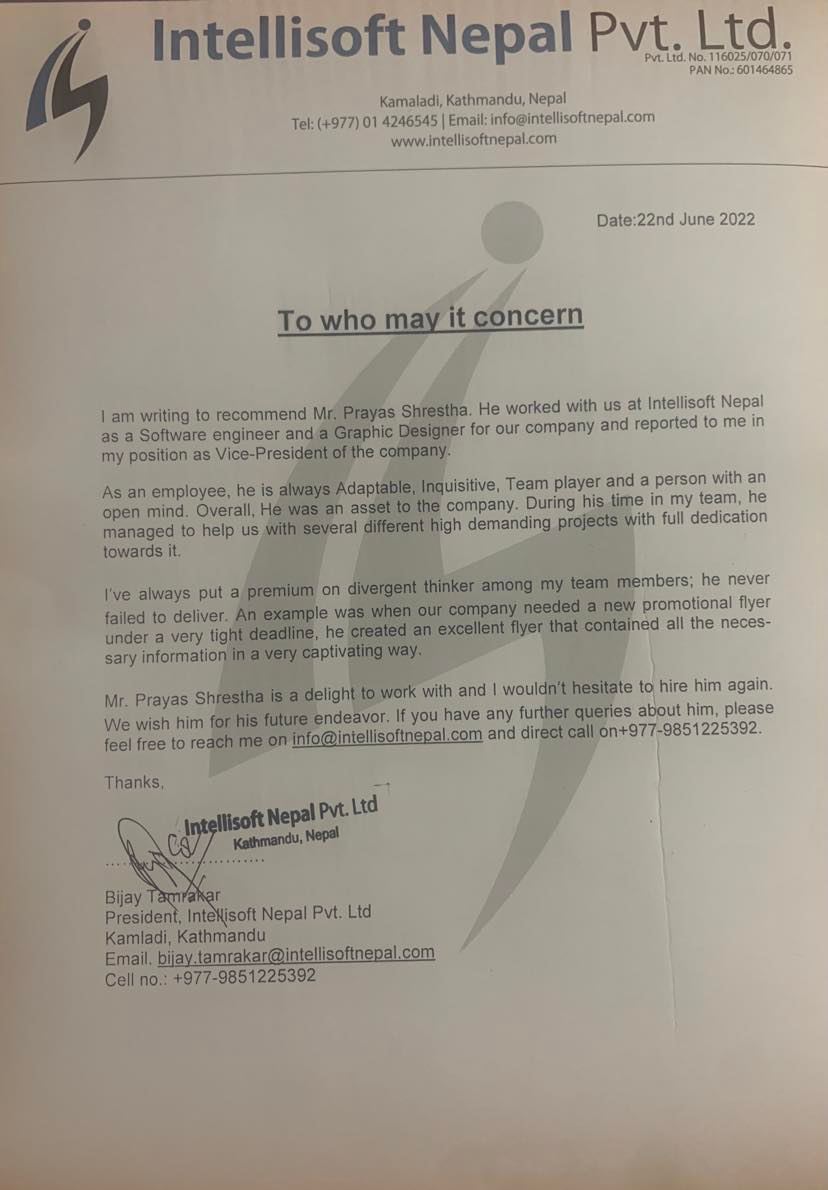 Intellisoft Nepal Pvt. Ltd.
Pvt. Ltd. No. 116025/070/071
PAN No.: 601464865
Kamaladi, Kathmandu, Nepal
Tel: (+977) 01 4246545 | Email: info@intellisoftnepal.com
www.intellisoftnepal.com
Date:22nd June 2022
To who may it concern
I am writing to recommend Mr. Prayas Shrestha. He worked with us at Intellisoft Nepal
as a Software engineer and a Graphic Designer for our company and reported to me in
my position as Vice-President of the company.
As an employee, he is always Adaptable, Inquisitive, Team player and a person with an
open mind. Overall, He was an asset to the company. During his time in my team, he
managed to help us with several different high demanding projects with full dedication
towards it.
I've always put a premium on divergent thinker among my team members; he never
failed to deliver. An example was when our company needed a new promotional flyer
under a very tight deadline, he created an excellent flyer that contained all the neces-
sary information in a very captivating way.
Mr. Prayas Shrestha is a delight to work with and I wouldn't hesitate to hire him again.
We wish him for his future endeavor. If you have any further queries about him, please
feel free to reach me on info@intellisoftnepal.com and direct call on+977-9851225392.
Thanks,
Intellisoft Nepal Pvt. Ltd
Kathmandu, Nepal
Bijay Tamrakar
President, Intellisoft Nepal Pvt. Ltd
Kamladi, Kathmandu
Email. bijay.tamrakar@intellisoftnepal.com
Cell no.: +977-9851225392